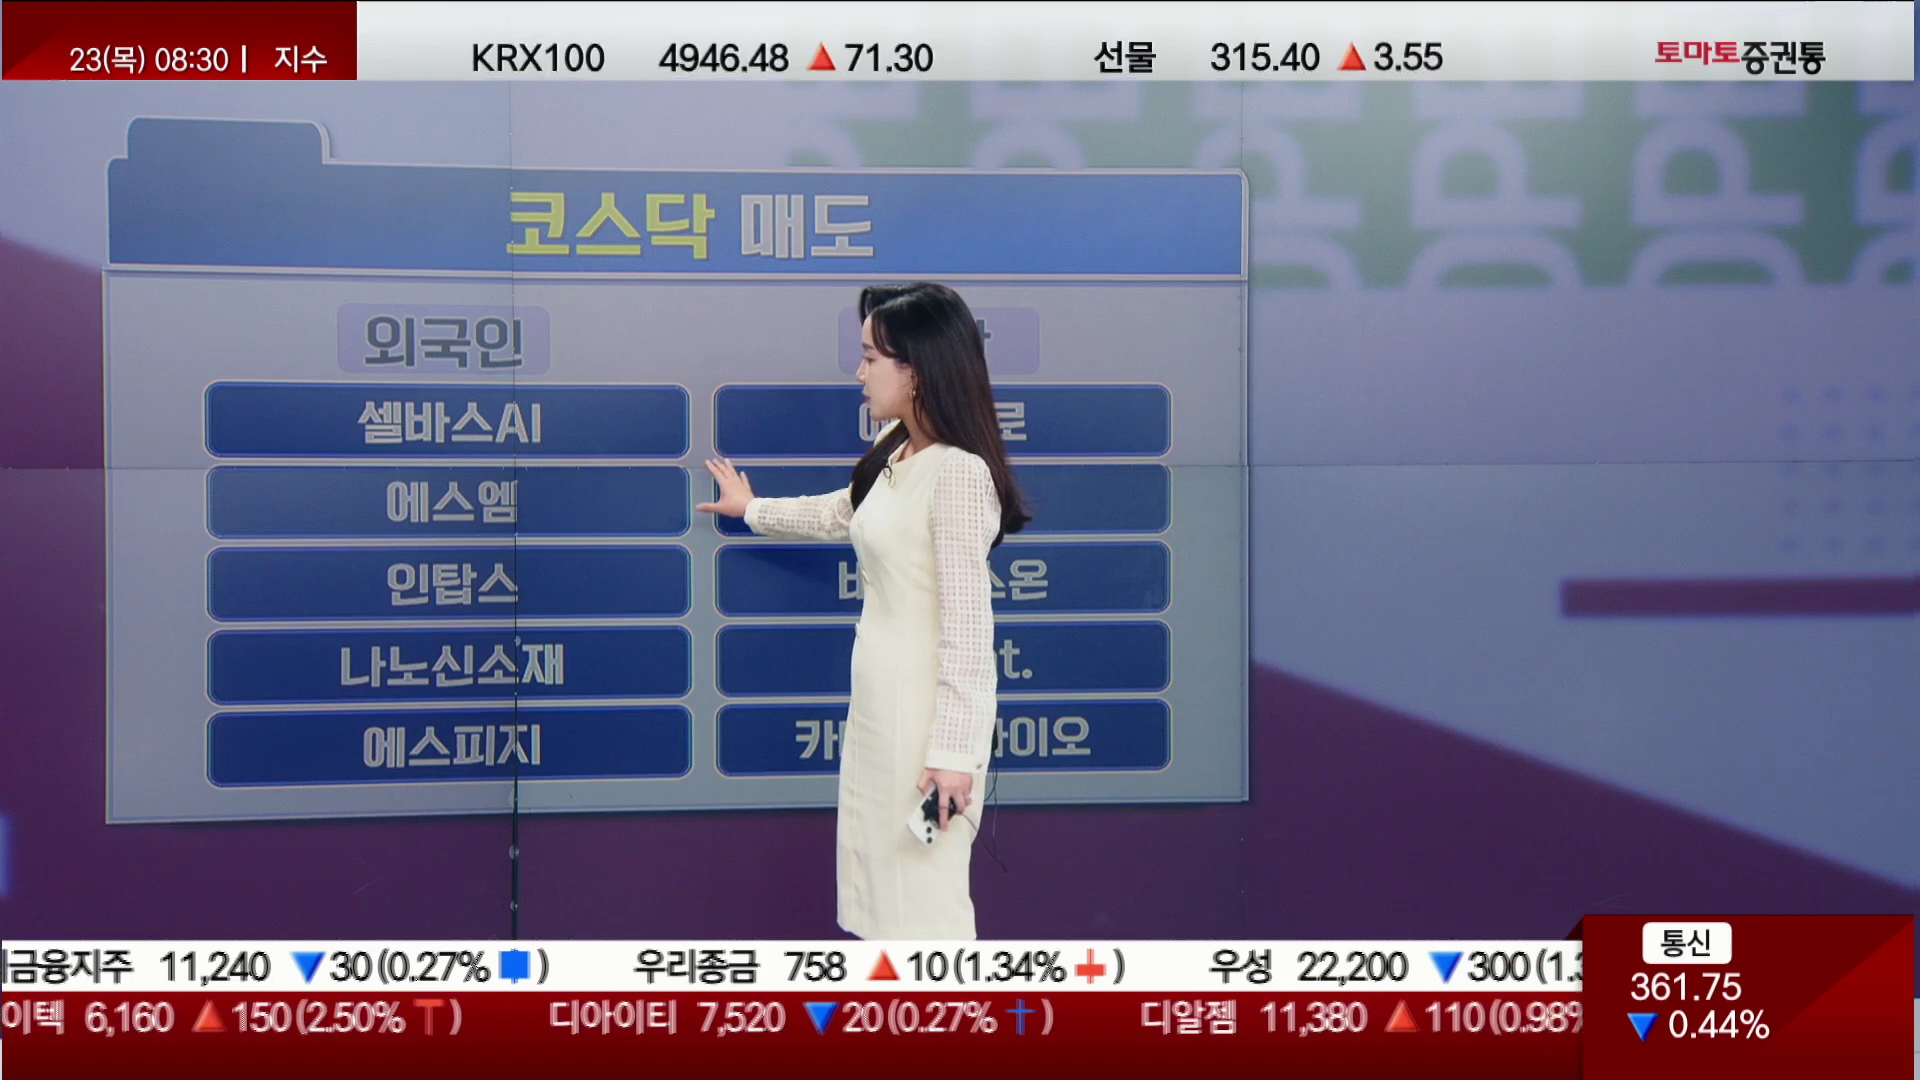 23(목) 08:30 | 지수 KRX100 4946.48 ▲ 71.30 선물 315.40 ▲ 3.55 토마토증권통
코스닥 매도
외국인
셀바스AI
에스엠
인탑스
나노신소재
에스피지
금융지주 11,240 ▼ 30 (0.27% ) 우리종금 758 ▲ 10 (1.34% ) 우성 22,200 ▼ 300 (1.3
이텍 6,160 ▲ 150 (2.50% ) 디아이티 7,520 ▼ 20 (0.27% ) 디알젬 11,380 ▲ 110 (0.98%
통신
361.75
▼ 0.44%